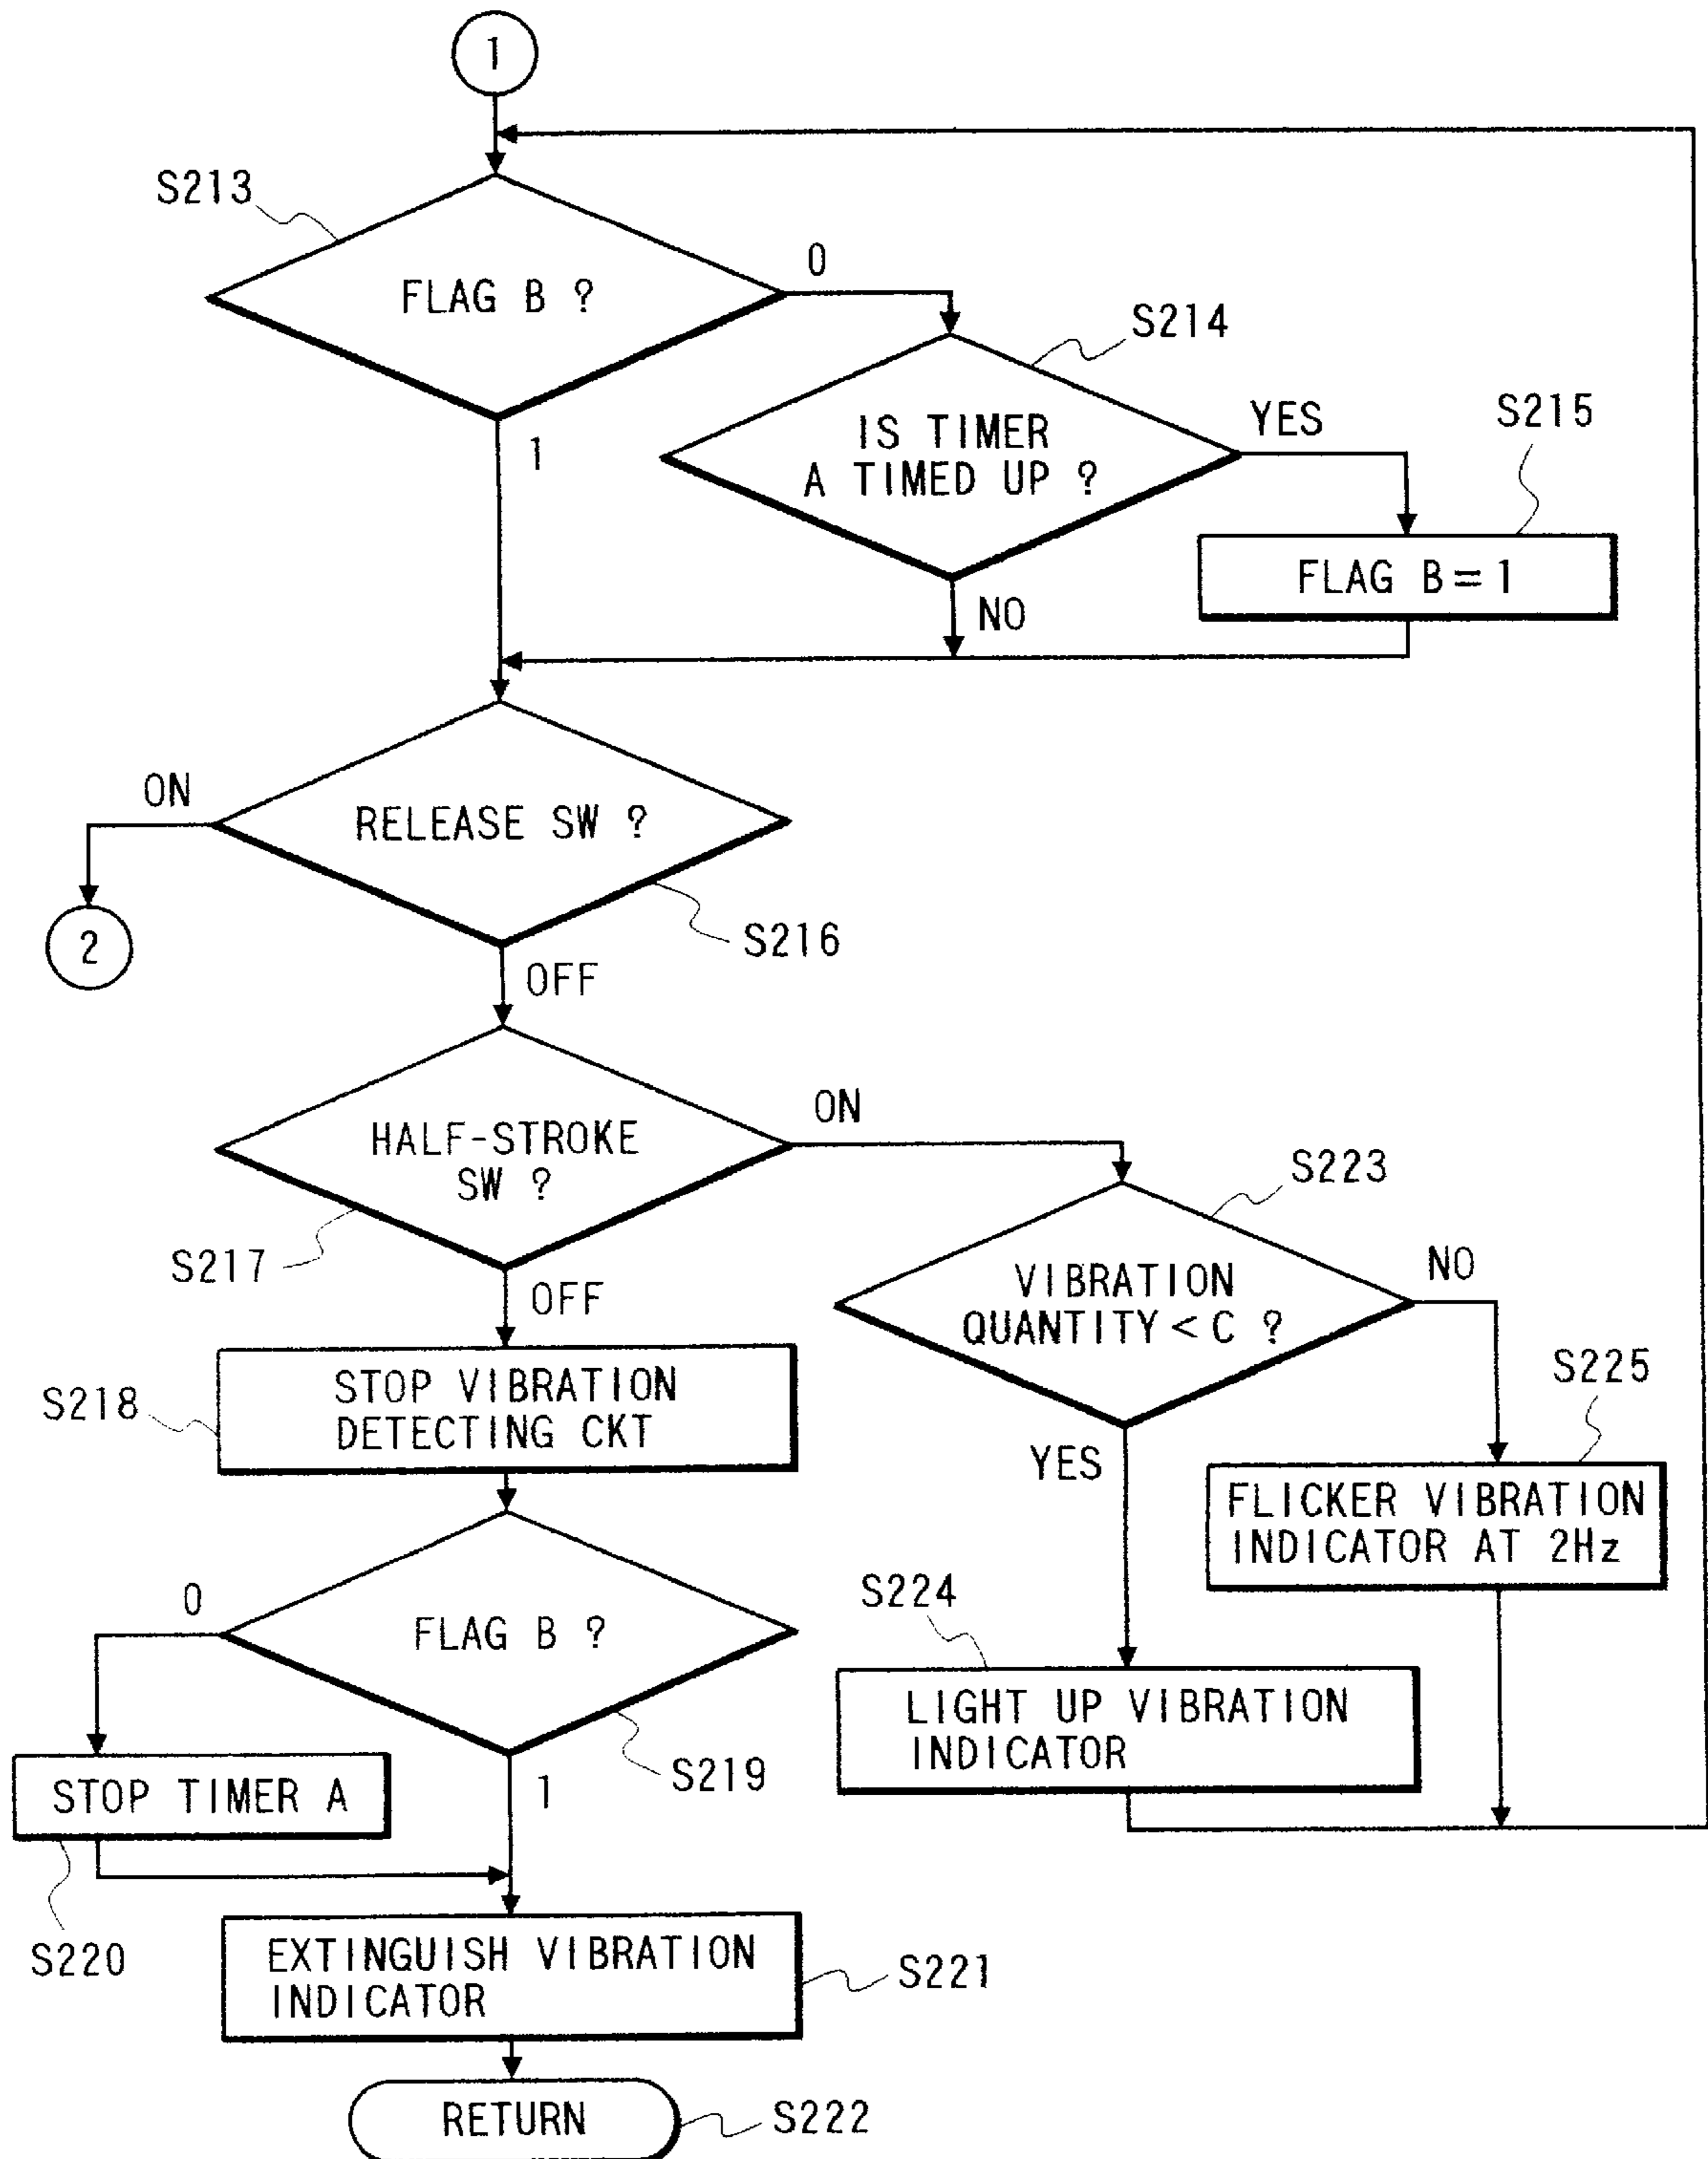 1
S213
FLAG B ?
0
1
S214
IS TIMER
A TIMED UP ?
YES
NO
S215
FLAG B = 1
RELEASE SW ?
ON
2
S216
OFF
HALF-STROKE
SW ?
ON
S217
OFF
S223
VIBRATION
QUANTITY < C ?
NO
YES
S225
FLICKER VIBRATION
INDICATOR AT 2Hz
S218
STOP VIBRATION
DETECTING CKT
S224
LIGHT UP VIBRATION
INDICATOR
FLAG B ?
0
S219
1
STOP TIMER A
S220
EXTINGUISH VIBRATION
INDICATOR
S221
RETURN
S222